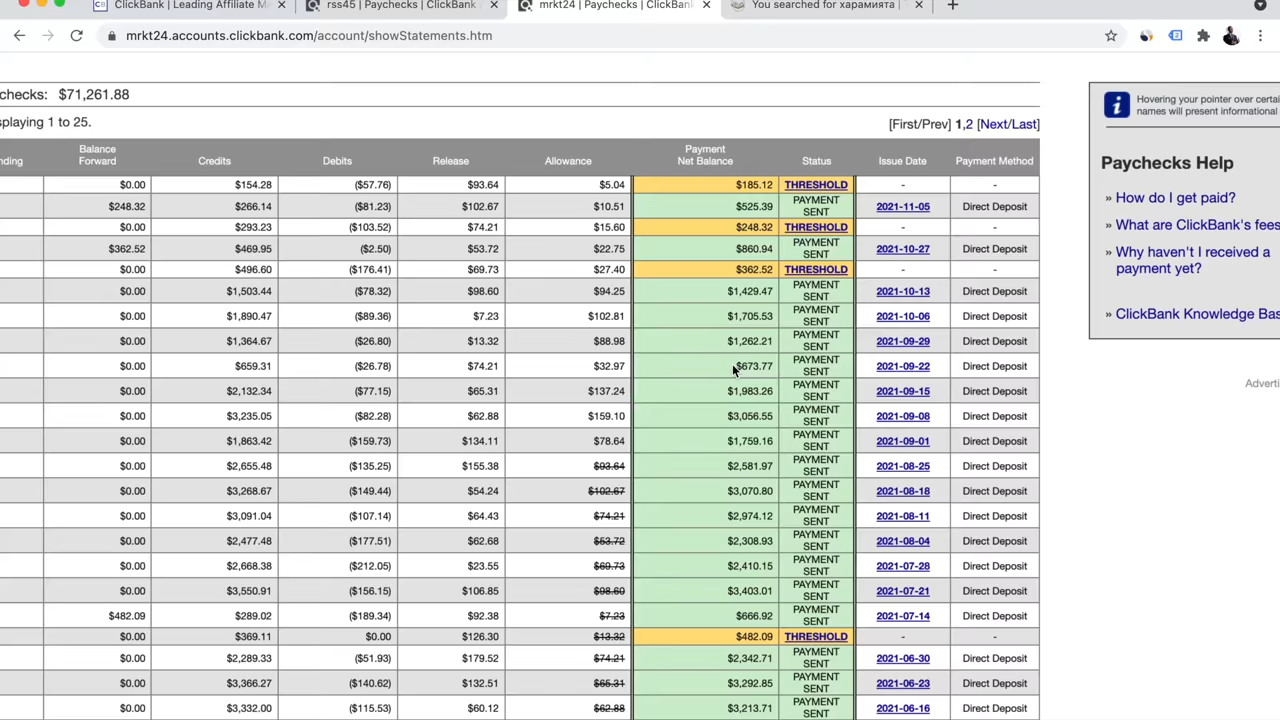 ClickBank | Leading Affiliate M
rss45 | Paychecks | ClickBank
mrkt24 | Paychecks | ClickBan
You searched for харамията
mrkt24.accounts.clickbank.com/account/showStatements.htm
checks: $71,261.88
splaying 1 to 25.
[First/Prev] 1,2 [Next/Last]
nding Balance Forward Credits Debits Release Allowance Payment Net Balance Status Issue Date Payment Method
$0.00 $154.28 ($57.76) $93.64 $5.04 $185.12 THRESHOLD - -
$248.32 $266.14 ($81.23) $102.67 $10.51 $525.39 PAYMENT SENT 2021-11-05 Direct Deposit
$0.00 $293.23 ($103.52) $74.21 $15.60 $248.32 THRESHOLD - -
$362.52 $469.95 ($2.50) $53.72 $22.75 $860.94 PAYMENT SENT 2021-10-27 Direct Deposit
$0.00 $496.60 ($176.41) $69.73 $27.40 $362.52 THRESHOLD - -
$0.00 $1,503.44 ($78.32) $98.60 $94.25 $1,429.47 PAYMENT SENT 2021-10-13 Direct Deposit
$0.00 $1,890.47 ($89.36) $7.23 $102.81 $1,705.53 PAYMENT SENT 2021-10-06 Direct Deposit
$0.00 $1,364.67 ($26.80) $13.32 $88.98 $1,262.21 PAYMENT SENT 2021-09-29 Direct Deposit
$0.00 $659.31 ($26.78) $74.21 $32.97 $673.77 PAYMENT SENT 2021-09-22 Direct Deposit
$0.00 $2,132.34 ($77.15) $65.31 $137.24 $1,983.26 PAYMENT SENT 2021-09-15 Direct Deposit
$0.00 $3,235.05 ($82.28) $62.88 $159.10 $3,056.55 PAYMENT SENT 2021-09-08 Direct Deposit
$0.00 $1,863.42 ($159.73) $134.11 $78.64 $1,759.16 PAYMENT SENT 2021-09-01 Direct Deposit
$0.00 $2,655.48 ($135.25) $155.38 $93.64 $2,581.97 PAYMENT SENT 2021-08-25 Direct Deposit
$0.00 $3,268.67 ($149.44) $54.24 $102.67 $3,070.80 PAYMENT SENT 2021-08-18 Direct Deposit
$0.00 $3,091.04 ($107.14) $64.43 $74.21 $2,974.12 PAYMENT SENT 2021-08-11 Direct Deposit
$0.00 $2,477.48 ($177.51) $62.68 $53.72 $2,308.93 PAYMENT SENT 2021-08-04 Direct Deposit
$0.00 $2,668.38 ($212.05) $23.55 $69.73 $2,410.15 PAYMENT SENT 2021-07-28 Direct Deposit
$0.00 $3,550.91 ($156.15) $106.85 $98.60 $3,403.01 PAYMENT SENT 2021-07-21 Direct Deposit
$482.09 $289.02 ($189.34) $92.38 $7.23 $666.92 PAYMENT SENT 2021-07-14 Direct Deposit
$0.00 $369.11 $0.00 $126.30 $13.32 $482.09 THRESHOLD - -
$0.00 $2,289.33 ($51.93) $179.52 $74.21 $2,342.71 PAYMENT SENT 2021-06-30 Direct Deposit
$0.00 $3,366.27 ($140.62) $132.51 $65.31 $3,292.85 PAYMENT SENT 2021-06-23 Direct Deposit
$0.00 $3,332.00 ($115.53) $60.12 $62.88 $3,213.71 PAYMENT SENT 2021-06-16 Direct Deposit
Hovering your pointer over certai
names will present informational
Paychecks Help
» How do I get paid?
» What are ClickBank's fees
» Why haven't I received a
payment yet?
» ClickBank Knowledge Bas
Adverti